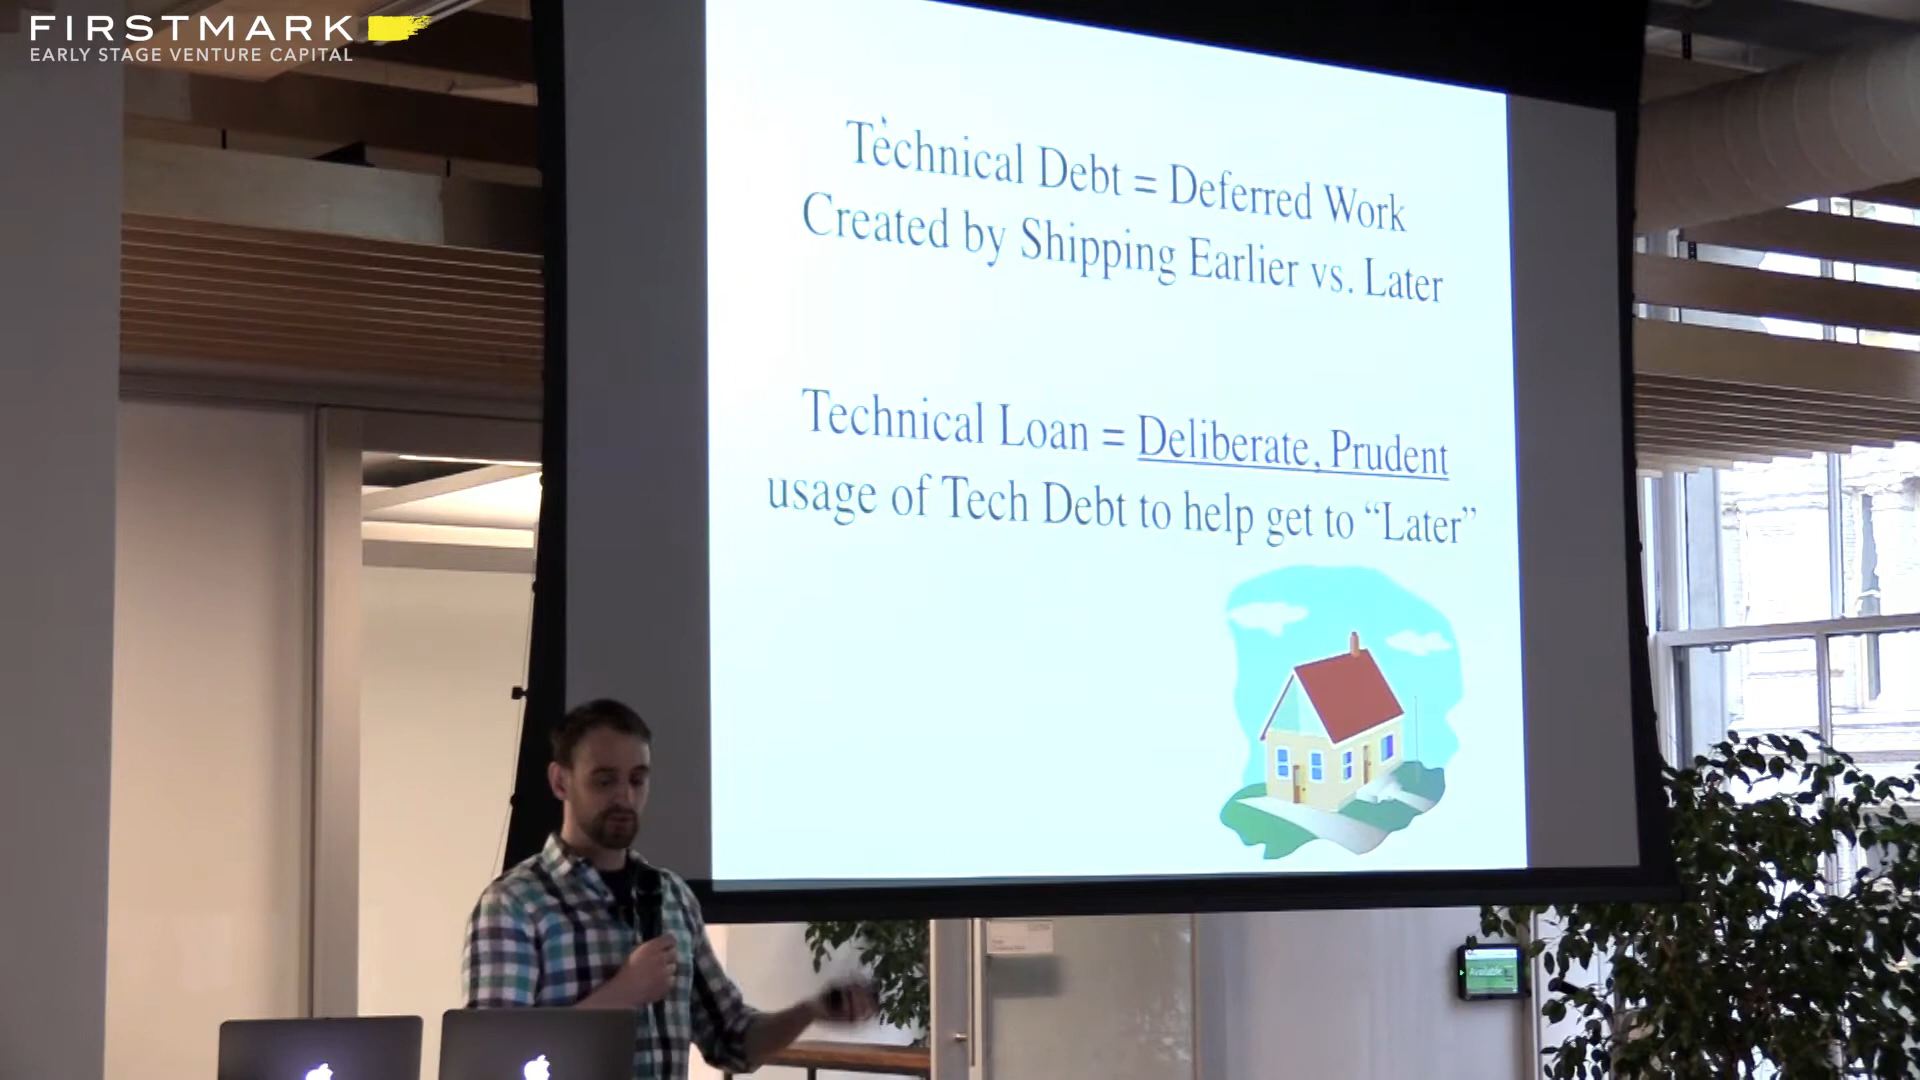 FIRSTMARK
EARLY STAGE VENTURE CAPITAL
Technical Debt = Deferred Work
Created by Shipping Earlier vs. Later
Technical Loan = Deliberate, Prudent
usage of Tech Debt to help get to “Later”
Available